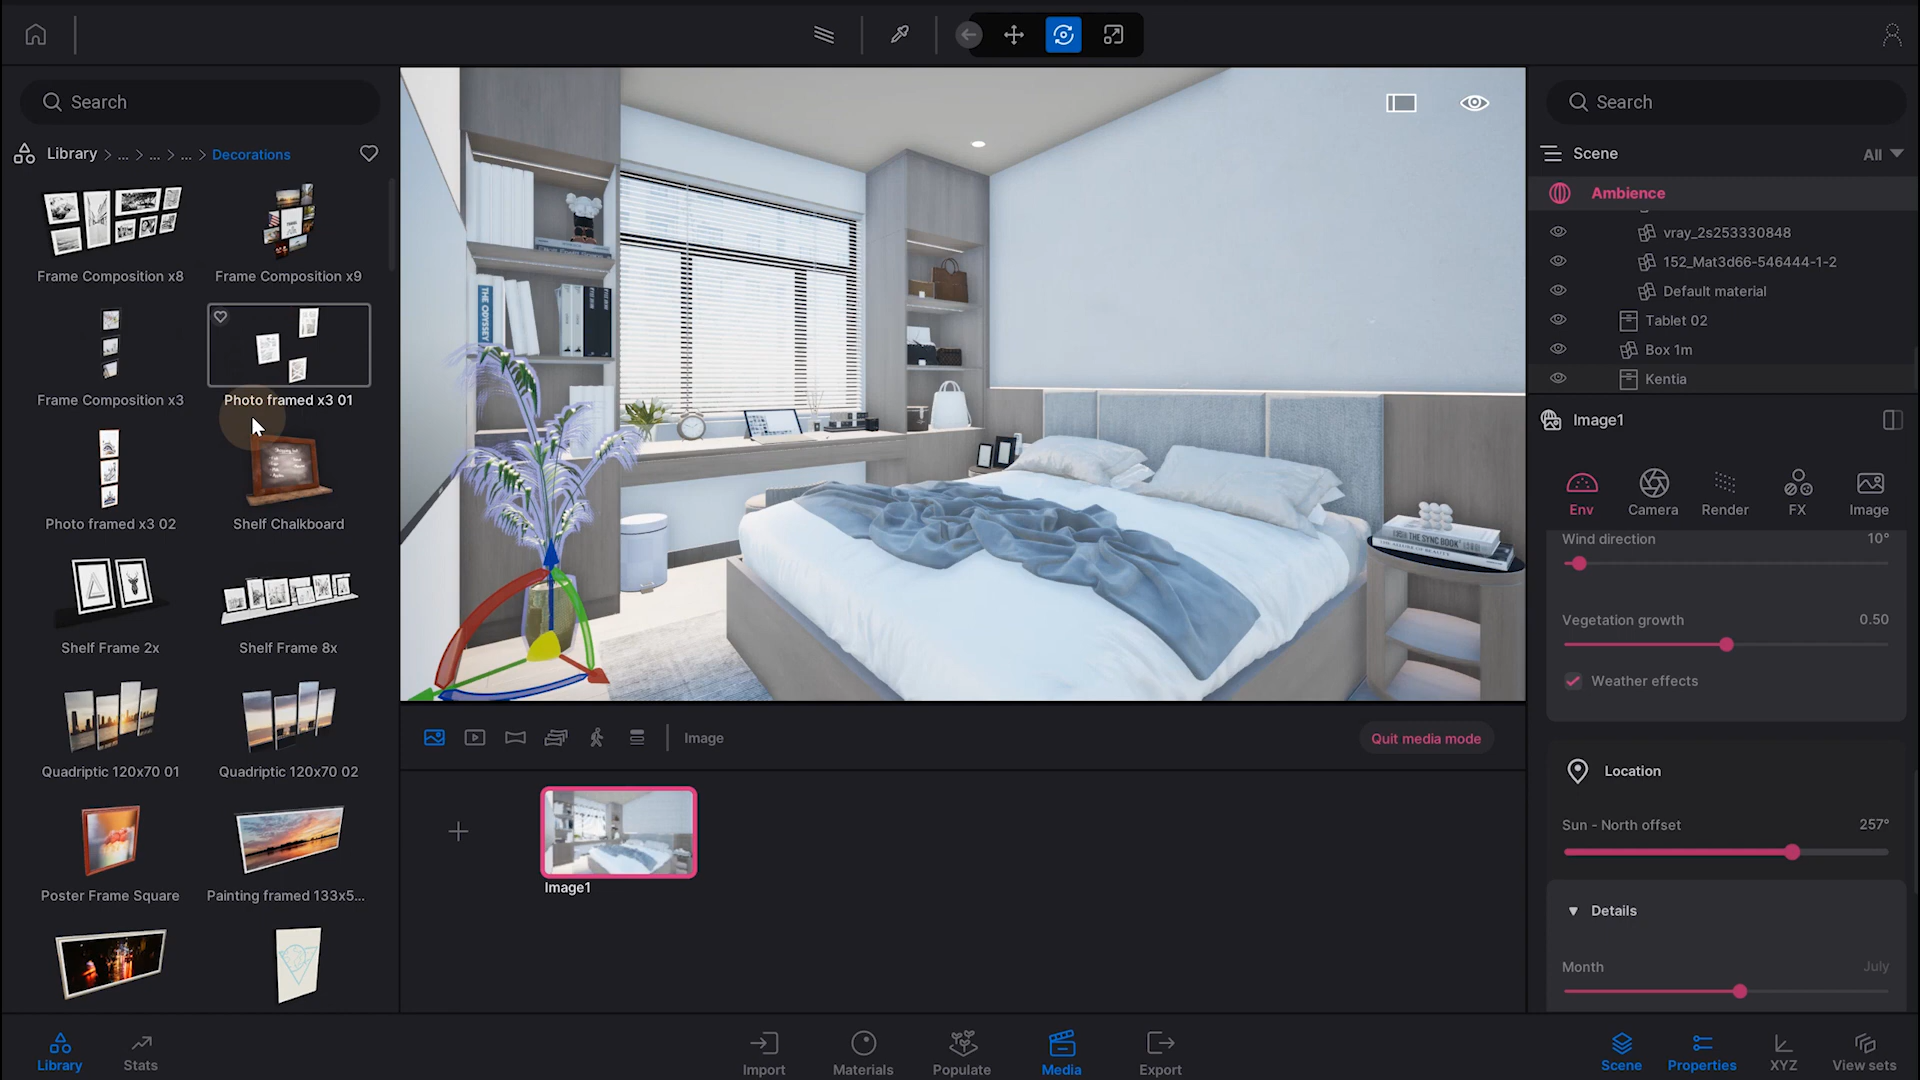 Search
Library > ... > ... > ... > Decorations
Frame Composition x8
Frame Composition x9
Frame Composition x3
Photo framed x3 01
Photo framed x3 02
Shelf Chalkboard
Shelf Frame 2x
Shelf Frame 8x
Quadriptic 120x70 01
Quadriptic 120x70 02
Poster Frame Square
Painting framed 133x5...
THE ODYSSEY
THE SYNC BOOK
Image
Quit media mode
Image1
Search
Scene
All
Ambience
vray_2s253330848
152_Mat3d66-546444-1-2
Default material
Tablet 02
Box 1m
Kentia
Image1
Env
Camera
Render
FX
Image
Wind direction 10°
Vegetation growth 0.50
Weather effects
Location
Sun - North offset 257°
Details
Month July
Library
Stats
Import
Materials
Populate
Media
Export
Scene
Properties
XYZ
View sets